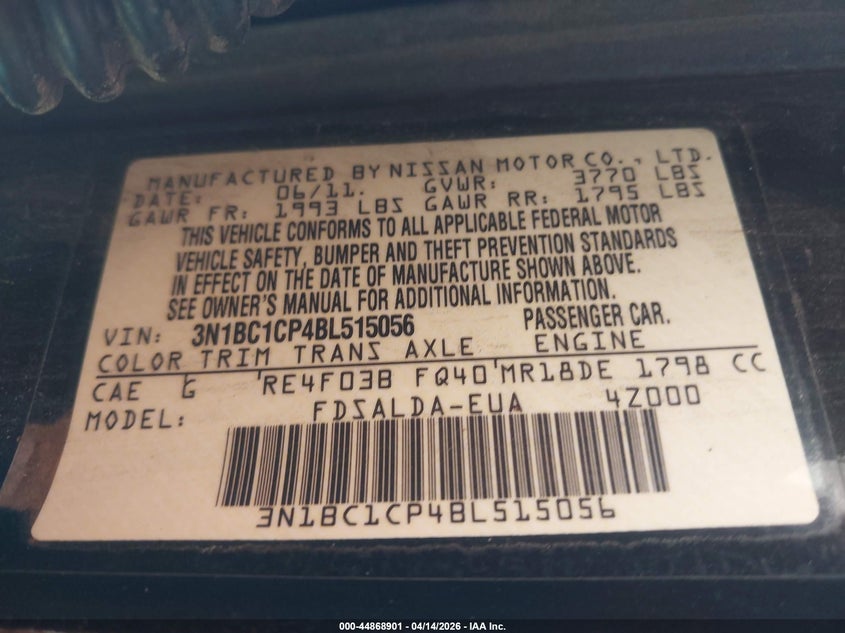 MANUFACTURED BY NISSAN MOTOR CO., LTD.
DATE: 06/11. GVWR: 3770 LBS
GAWR FR: 1993 LBS GAWR RR: 1795 LBS
THIS VEHICLE CONFORMS TO ALL APPLICABLE FEDERAL MOTOR
VEHICLE SAFETY, BUMPER AND THEFT PREVENTION STANDARDS
IN EFFECT ON THE DATE OF MANUFACTURE SHOWN ABOVE.
SEE OWNER'S MANUAL FOR ADDITIONAL INFORMATION.
VIN: 3N1BC1CP4BL515056 PASSENGER CAR.
COLOR TRIM TRANS AXLE ENGINE
CAE G RE4F03B FQ40 MR18DE 1798 CC
MODEL: FDSALDA-EUA 4Z000
3N1BC1CP4BL515056
000-44868901 - 04/14/2026 - IAA Inc.